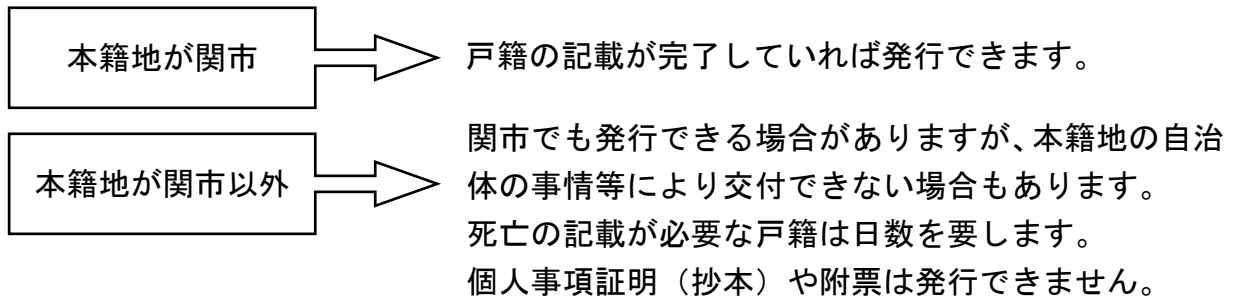 本籍地が関市
戸籍の記載が完了していれば発行できます。
本籍地が関市以外
関市でも発行できる場合がありますが、本籍地の自治
体の事情等により交付できない場合もあります。
死亡の記載が必要な戸籍は日数を要します。
個人事項証明（抄本）や附票は発行できません。